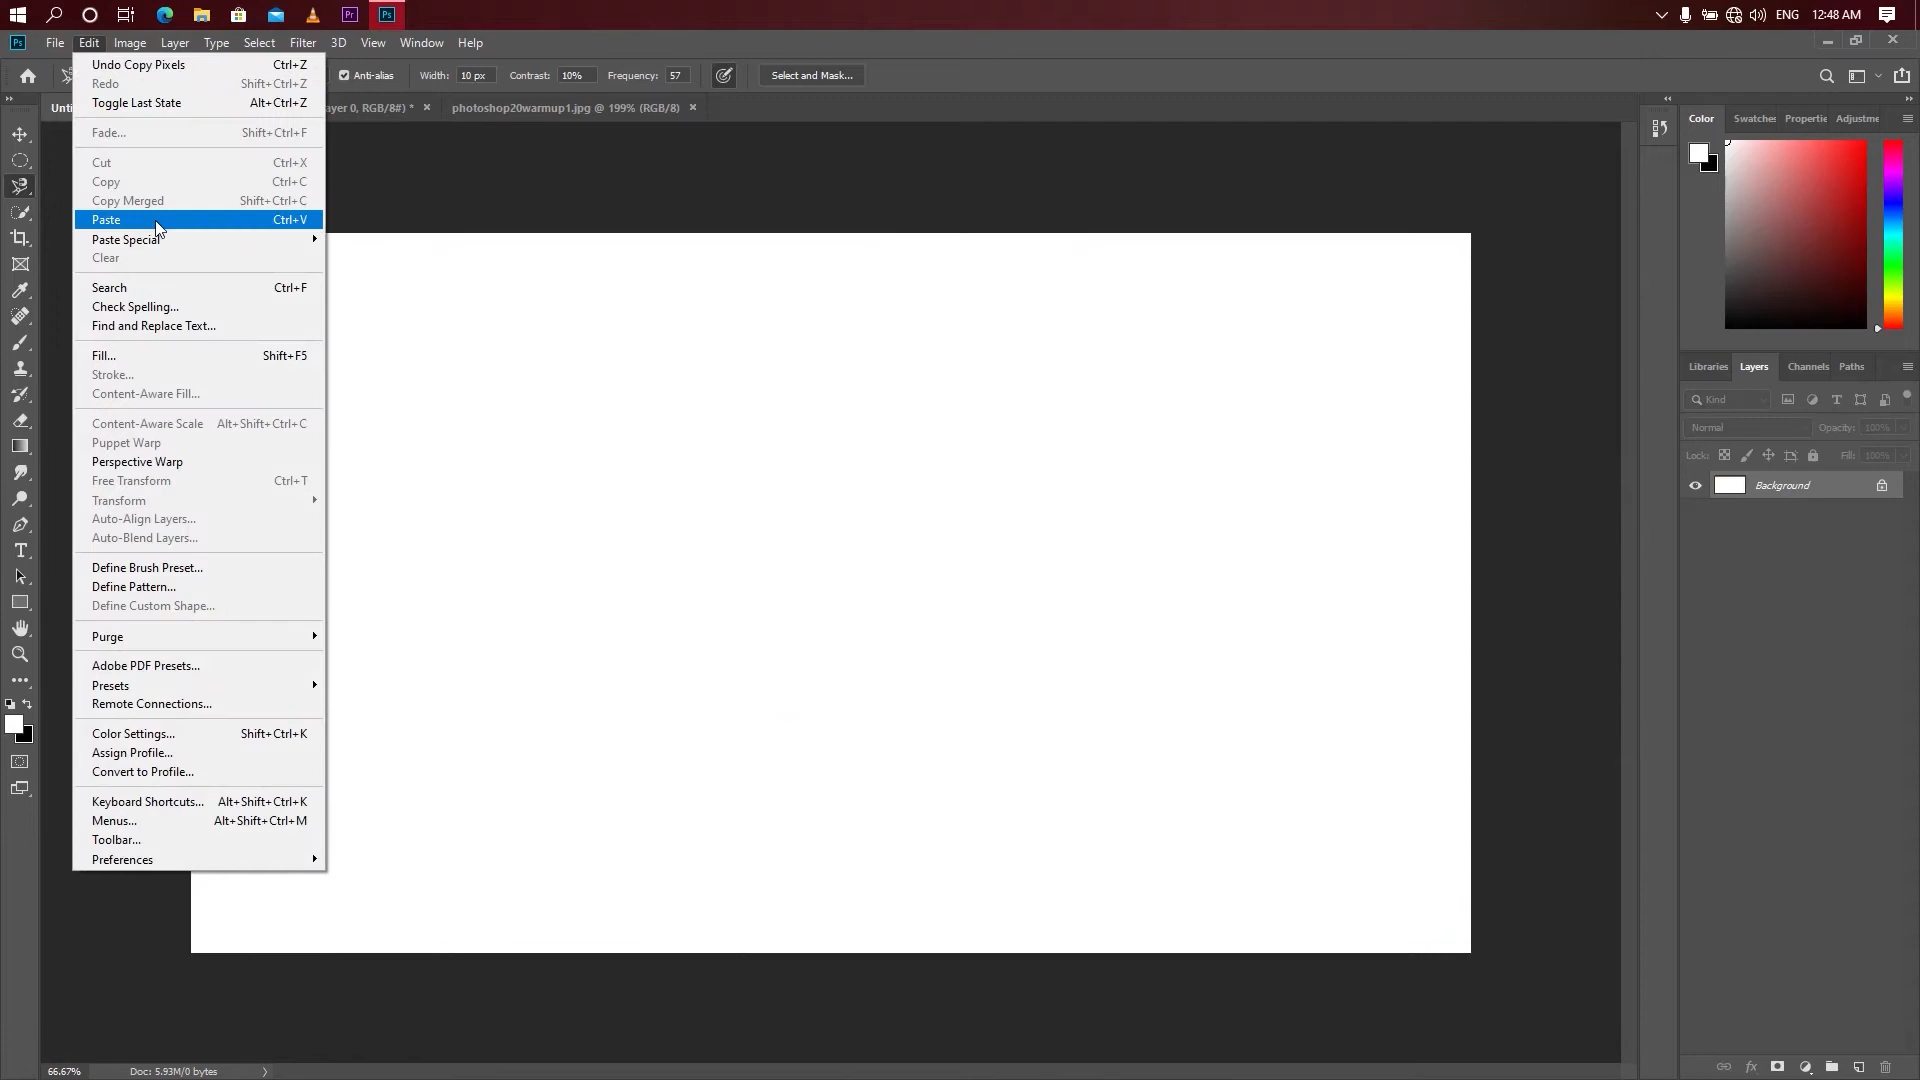 Pr Ps ENG 12:48 AM
Ps File Edit Image Layer Type Select Filter 3D View Window Help
Anti-alias Width: 10 px Contrast: 10% Frequency: 57 Select and Mask...
Unti ayer 0, RGB/8#) * × photoshop20warmup1.jpg @ 199% (RGB/8) ×
Undo Copy Pixels Ctrl+Z
Redo Shift+Ctrl+Z
Toggle Last State Alt+Ctrl+Z
Fade... Shift+Ctrl+F
Cut Ctrl+X
Copy Ctrl+C
Copy Merged Shift+Ctrl+C
Paste Ctrl+V
Paste Special
Clear
Search Ctrl+F
Check Spelling...
Find and Replace Text...
Fill... Shift+F5
Stroke...
Content-Aware Fill...
Content-Aware Scale Alt+Shift+Ctrl+C
Puppet Warp
Perspective Warp
Free Transform Ctrl+T
Transform
Auto-Align Layers...
Auto-Blend Layers...
Define Brush Preset...
Define Pattern...
Define Custom Shape...
Purge
Adobe PDF Presets...
Presets
Remote Connections...
Color Settings... Shift+Ctrl+K
Assign Profile...
Convert to Profile...
Keyboard Shortcuts... Alt+Shift+Ctrl+K
Menus... Alt+Shift+Ctrl+M
Toolbar...
Preferences
Color Swatches Propertie Adjustme
Libraries Layers Channels Paths
Kind
Normal Opacity: 100%
Lock: Fill: 100%
Background
fx
66.67% Doc: 5.93M/0 bytes